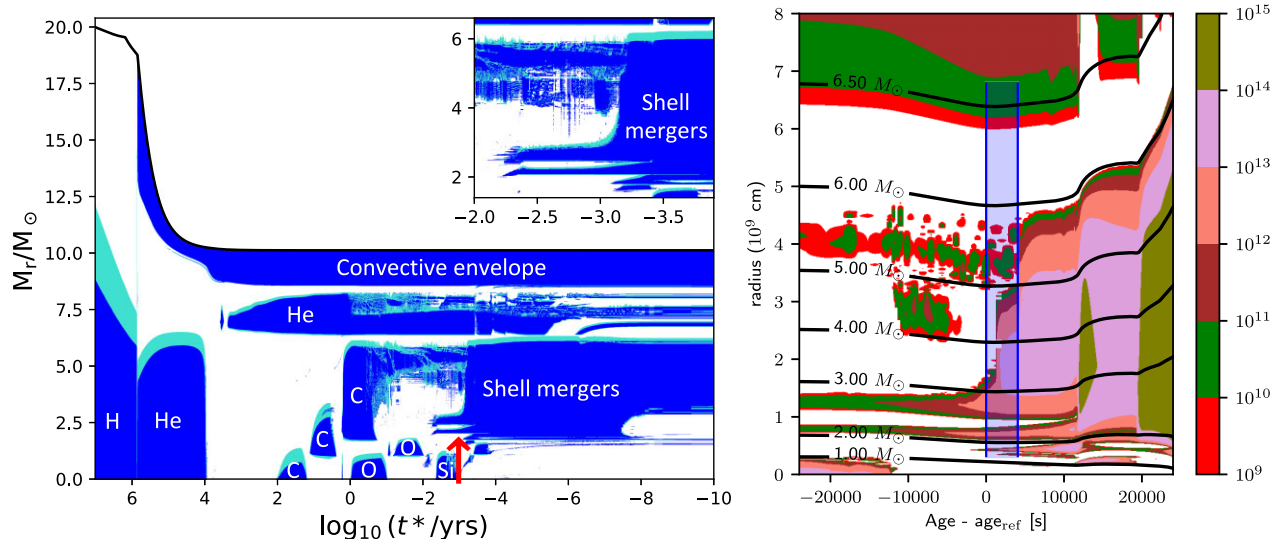 20.0
17.5
15.0
12.5
10.0
7.5
5.0
2.5
0.0
M_r/M_⊙
6
4
2
0
−2
−4
−6
−8
−10
log₁₀ (t*/yrs)
H
He
C
C
O
C
O
Si
He
Convective envelope
Shell mergers
6
4
2
−2.0
−2.5
−3.0
−3.5
Shell
mergers
8
7
6
5
4
3
2
1
0
radius (10⁹ cm)
6.50 M_⊙
6.00 M_⊙
5.00 M_⊙
4.00 M_⊙
3.00 M_⊙
2.00 M_⊙
1.00 M_⊙
−20000
−10000
0
10000
20000
Age - age_ref [s]
10¹⁵
10¹⁴
10¹³
10¹²
10¹¹
10¹⁰
10⁹